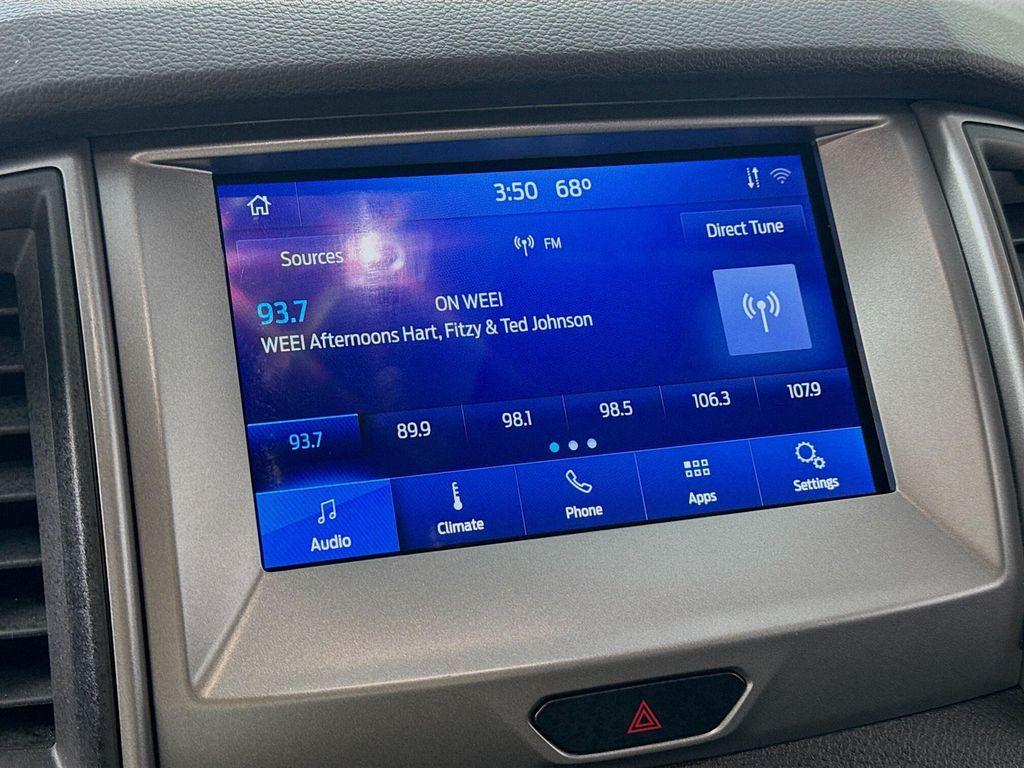 3:50 68º
Sources
FM
Direct Tune
93.7
ON WEEI
WEEI Afternoons Hart, Fitzy & Ted Johnson
93.7 89.9 98.1 98.5 106.3 107.9
Audio Climate Phone Apps Settings